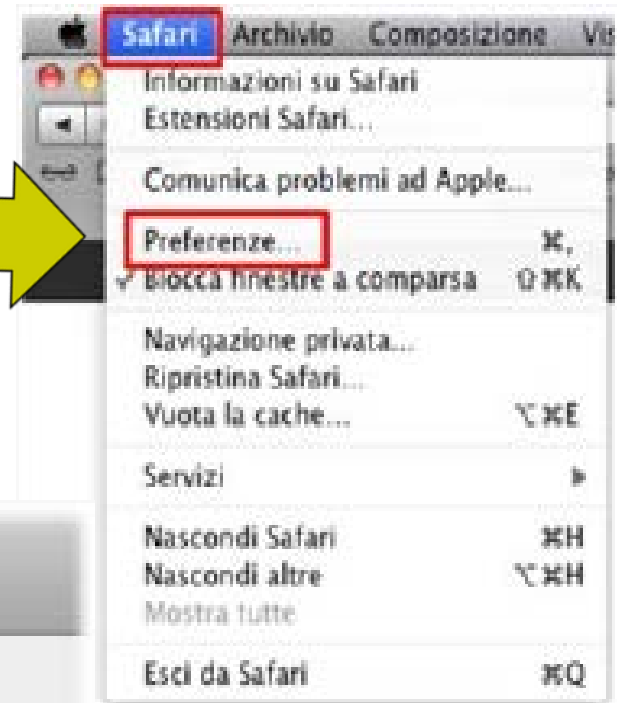 Safari Archivio Composizione Vis
Informazioni su Safari
Estensioni Safari...
Comunica problemi ad Apple...
Preferenze... ⌘,
✓ Blocca finestre a comparsa ⇧⌘K
Navigazione privata...
Ripristina Safari...
Vuota la cache... ⌥⌘E
Servizi
Nascondi Safari ⌘H
Nascondi altre ⌥⌘H
Mostra tutte
Esci da Safari ⌘Q